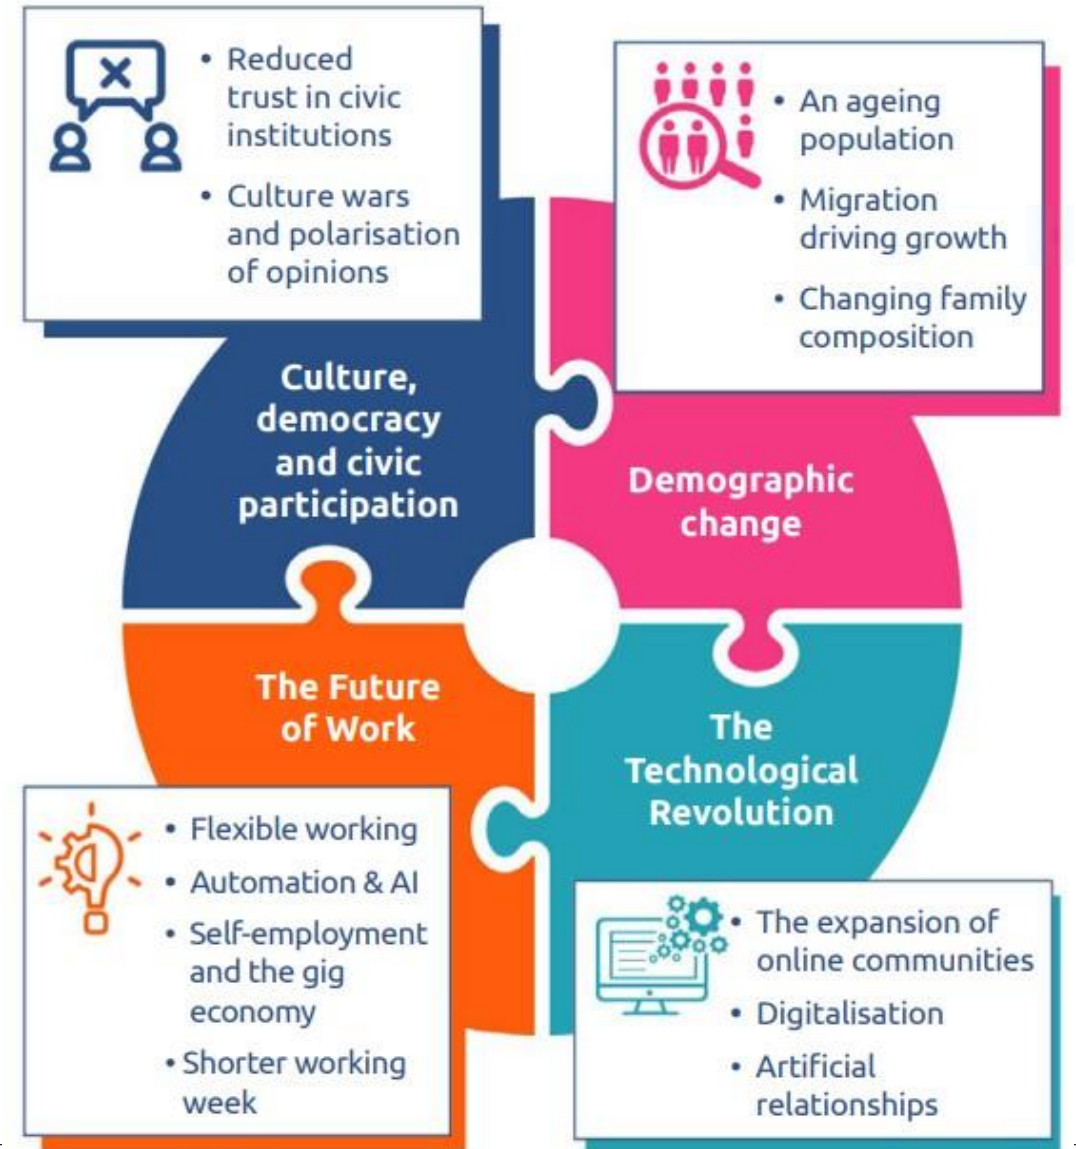 • Reduced
trust in civic
institutions
• Culture wars
and polarisation
of opinions
• An ageing
population
• Migration
driving growth
• Changing family
composition
Culture,
democracy
and civic
participation
Demographic
change
The Future
of Work
The
Technological
Revolution
• Flexible working
• Automation & AI
• Self-employment
and the gig
economy
• Shorter working
week
• The expansion of
online communities
• Digitalisation
• Artificial
relationships